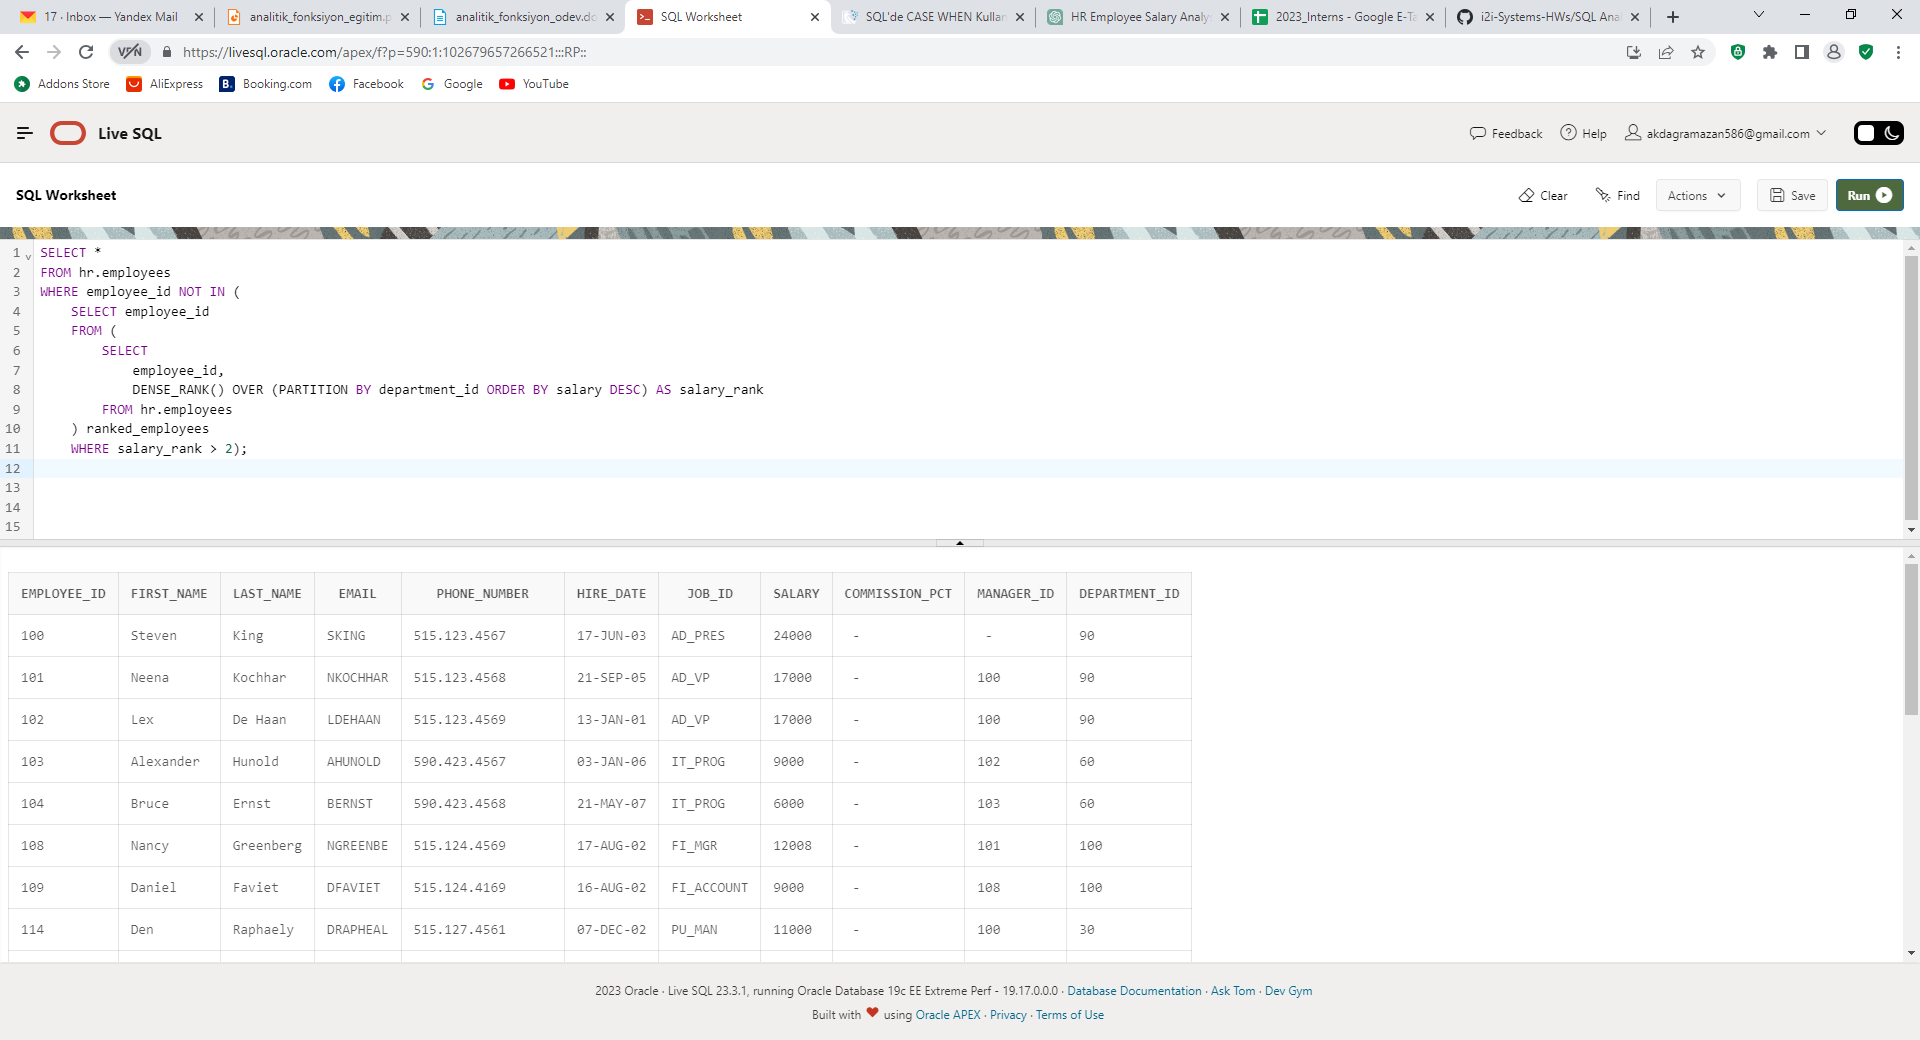 17 · Inbox — Yandex Mail
analitik_fonksiyon_egitim.p
analitik_fonksiyon_odev.do
SQL Worksheet
SQL'de CASE WHEN Kullan
HR Employee Salary Analys
2023_Interns - Google E-Ta
i2i-Systems-HWs/SQL Ana
VPN
https://livesql.oracle.com/apex/f?p=590:1:102679657266521:::RP::
Addons Store
AliExpress
B.
Booking.com
Facebook
Google
YouTube
Live SQL
Feedback
Help
akdagramazan586@gmail.com
SQL Worksheet
Clear
Find
Actions
Save
Run
1 SELECT *
2 FROM hr.employees
3 WHERE employee_id NOT IN (
4 SELECT employee_id
5 FROM (
6 SELECT
7 employee_id,
8 DENSE_RANK() OVER (PARTITION BY department_id ORDER BY salary DESC) AS salary_rank
9 FROM hr.employees
10 ) ranked_employees
11 WHERE salary_rank > 2);
12
13
14
15
EMPLOYEE_ID FIRST_NAME LAST_NAME EMAIL PHONE_NUMBER HIRE_DATE JOB_ID SALARY COMMISSION_PCT MANAGER_ID DEPARTMENT_ID
100 Steven King SKING 515.123.4567 17-JUN-03 AD_PRES 24000 - - 90
101 Neena Kochhar NKOCHHAR 515.123.4568 21-SEP-05 AD_VP 17000 - 100 90
102 Lex De Haan LDEHAAN 515.123.4569 13-JAN-01 AD_VP 17000 - 100 90
103 Alexander Hunold AHUNOLD 590.423.4567 03-JAN-06 IT_PROG 9000 - 102 60
104 Bruce Ernst BERNST 590.423.4568 21-MAY-07 IT_PROG 6000 - 103 60
108 Nancy Greenberg NGREENBE 515.124.4569 17-AUG-02 FI_MGR 12008 - 101 100
109 Daniel Faviet DFAVIET 515.124.4169 16-AUG-02 FI_ACCOUNT 9000 - 108 100
114 Den Raphaely DRAPHEAL 515.127.4561 07-DEC-02 PU_MAN 11000 - 100 30
2023 Oracle · Live SQL 23.3.1, running Oracle Database 19c EE Extreme Perf - 19.17.0.0.0 · Database Documentation · Ask Tom · Dev Gym
Built with ❤ using Oracle APEX · Privacy · Terms of Use